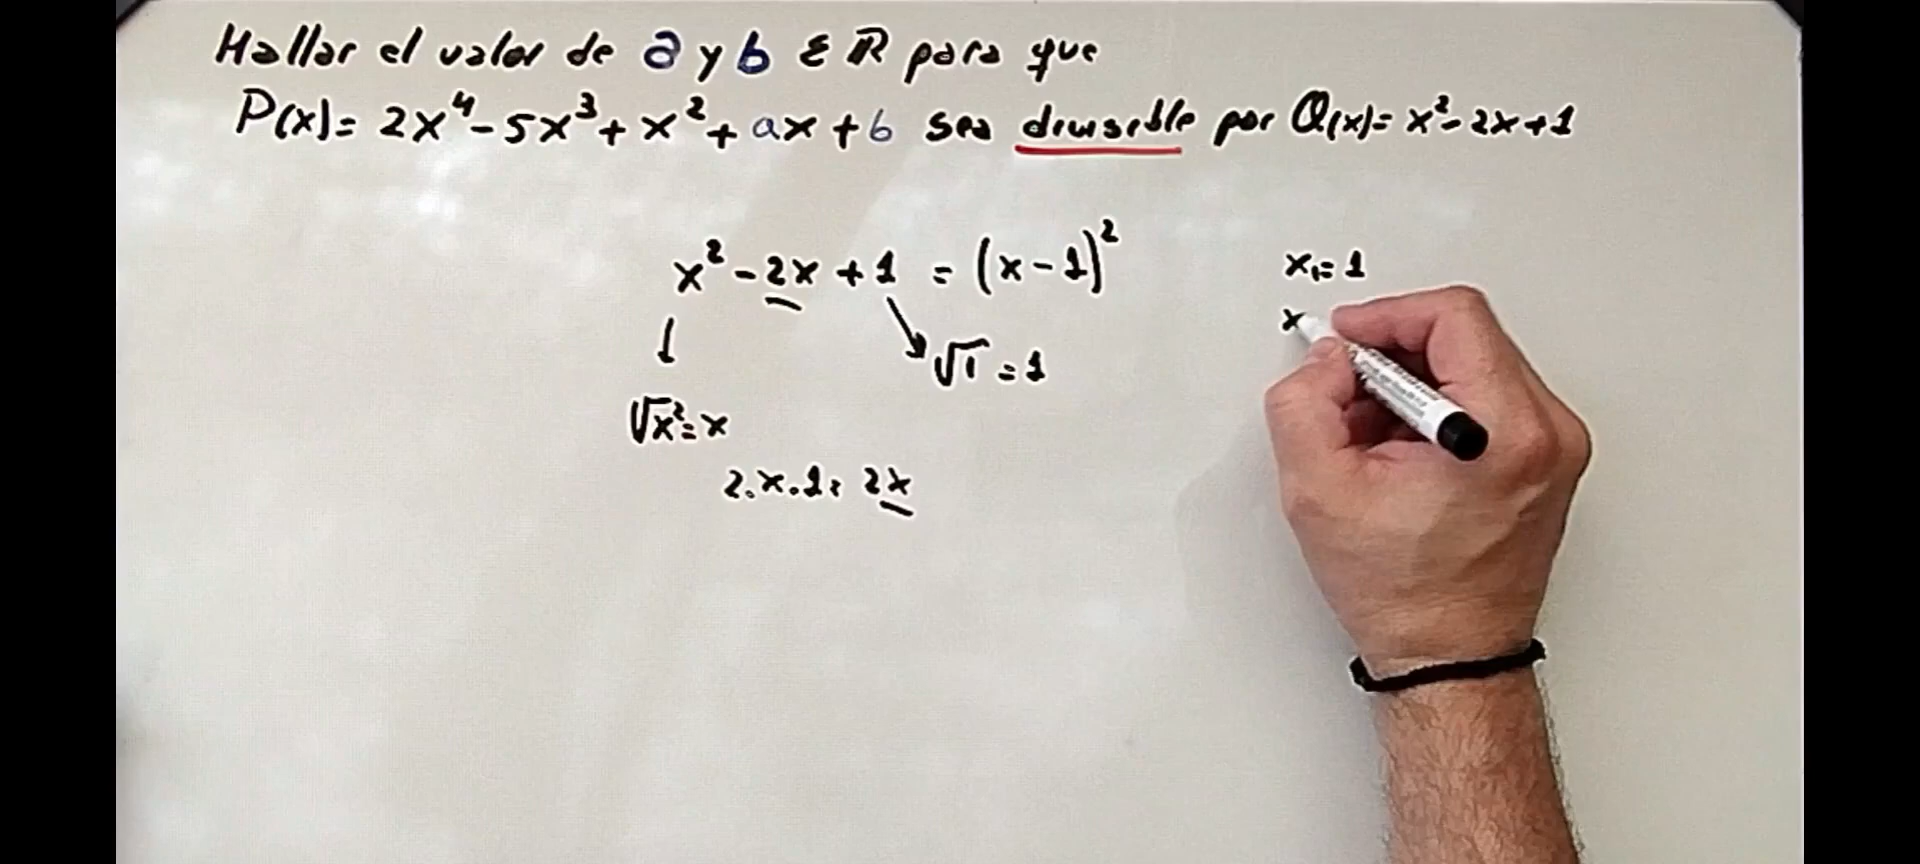 Hallar el valor de a y b ∈ ℝ para que
P(x)= 2x⁴-5x³+x²+ax+b sea divisible por Q(x)= x²-2x+1
x²-2x+1 = (x-1)²
x₁=1
x
√1 = 1
√x²=x
2.x.1= 2x